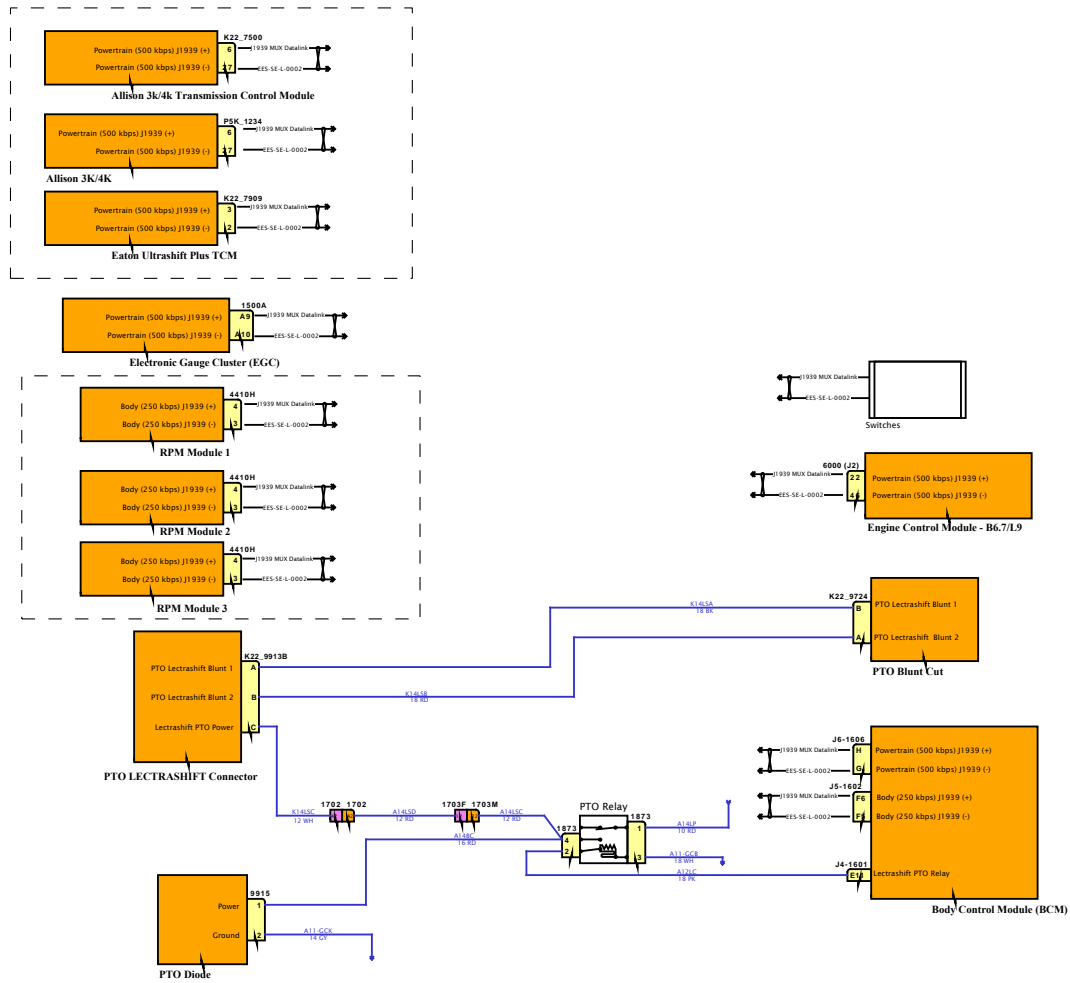 K22_7500
Powertrain (500 kbps) J1939 (+) 6 J1939 MUX Datalink
Powertrain (500 kbps) J1939 (-) 27 EES-SE-L-0002
Allison 3k/4k Transmission Control Module
P5K_1234
Powertrain (500 kbps) J1939 (+) 6 J1939 MUX Datalink
Powertrain (500 kbps) J1939 (-) 27 EES-SE-L-0002
Allison 3K/4K
K22_7909
Powertrain (500 kbps) J1939 (+) 3 J1939 MUX Datalink
Powertrain (500 kbps) J1939 (-) 2 EES-SE-L-0002
Eaton Ultrashift Plus TCM
1500A
Powertrain (500 kbps) J1939 (+) A9 J1939 MUX Datalink
Powertrain (500 kbps) J1939 (-) A10 EES-SE-L-0002
Electronic Gauge Cluster (EGC)
4410H
Body (250 kbps) J1939 (+) 4 J1939 MUX Datalink
Body (250 kbps) J1939 (-) 3 EES-SE-L-0002
RPM Module 1
4410H
Body (250 kbps) J1939 (+) 4 J1939 MUX Datalink
Body (250 kbps) J1939 (-) 3 EES-SE-L-0002
RPM Module 2
4410H
Body (250 kbps) J1939 (+) 4 J1939 MUX Datalink
Body (250 kbps) J1939 (-) 3 EES-SE-L-0002
RPM Module 3
J1939 MUX Datalink
EES-SE-L-0002
Switches
6000 (J2)
J1939 MUX Datalink 22 Powertrain (500 kbps) J1939 (+)
EES-SE-L-0002 Powertrain (500 kbps) J1939 (-)
Engine Control Module - B6.7/L9
K22_9724
K14LSA
18 BK
B PTO Lectrashift Blunt 1
A PTO Lectrashift Blunt 2
PTO Blunt Cut
K22_9913B
PTO Lectrashift Blunt 1 A
PTO Lectrashift Blunt 2 B
K14LSB
18 RD
Lectrashift PTO Power C
PTO LECTRASHIFT Connector
J6-1606
J1939 MUX Datalink H Powertrain (500 kbps) J1939 (+)
EES-SE-L-0002 G Powertrain (500 kbps) J1939 (-)
J5-1602
J1939 MUX Datalink F6 Body (250 kbps) J1939 (+)
EES-SE-L-0002 Body (250 kbps) J1939 (-)
J4-1601
E11 Lectrashift PTO Relay
Body Control Module (BCM)
K14LSC
12 WH
1702 1702
A14LSD
12 RD
1703F 1703M
A14LSC
12 RD
PTO Relay
1873 4 2
1873 1 3
A14LP
10 RD
A148C
16 RD
A11-GCB
18 WH
A12LC
18 PK
9915
Power 1
Ground 2
A11-GCK
14 GY
PTO Diode